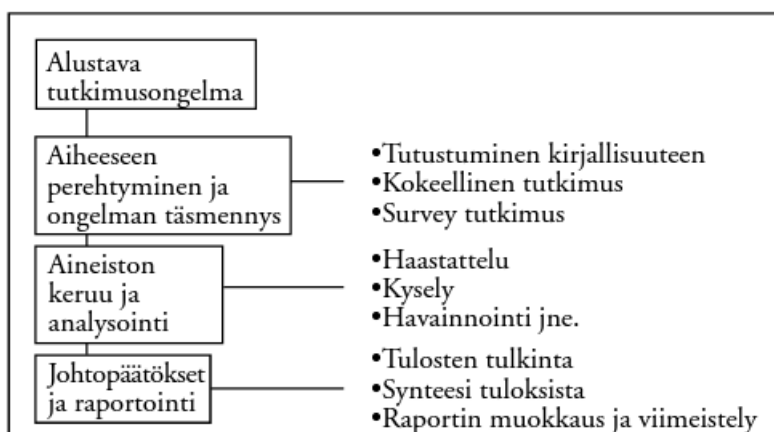 Alustava
tutkimusongelma
Aiheeseen
perehtyminen ja
ongelman täsmennys
•Tutustuminen kirjallisuuteen
•Kokeellinen tutkimus
•Survey tutkimus
Aineiston
keruu ja
analysointi
•Haastattelu
•Kysely
•Havainnointi jne.
Johtopäätökset
ja raportointi
•Tulosten tulkinta
•Synteesi tuloksista
•Raportin muokkaus ja viimeistely